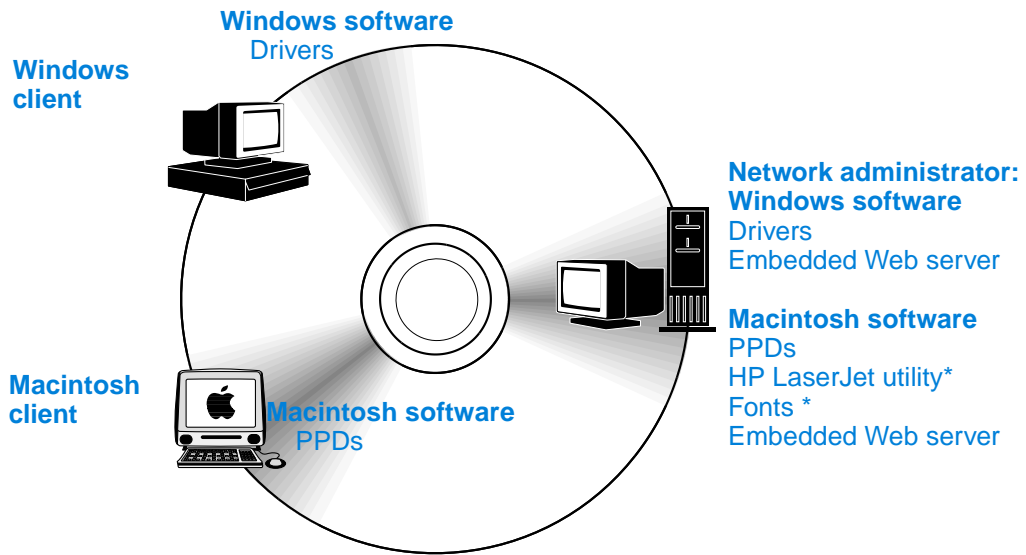 Windows software
Drivers
Windows
client
Network administrator:
Windows software
Drivers
Embedded Web server
Macintosh software
PPDs
HP LaserJet utility*
Fonts *
Embedded Web server
Macintosh
client
Macintosh software
PPDs